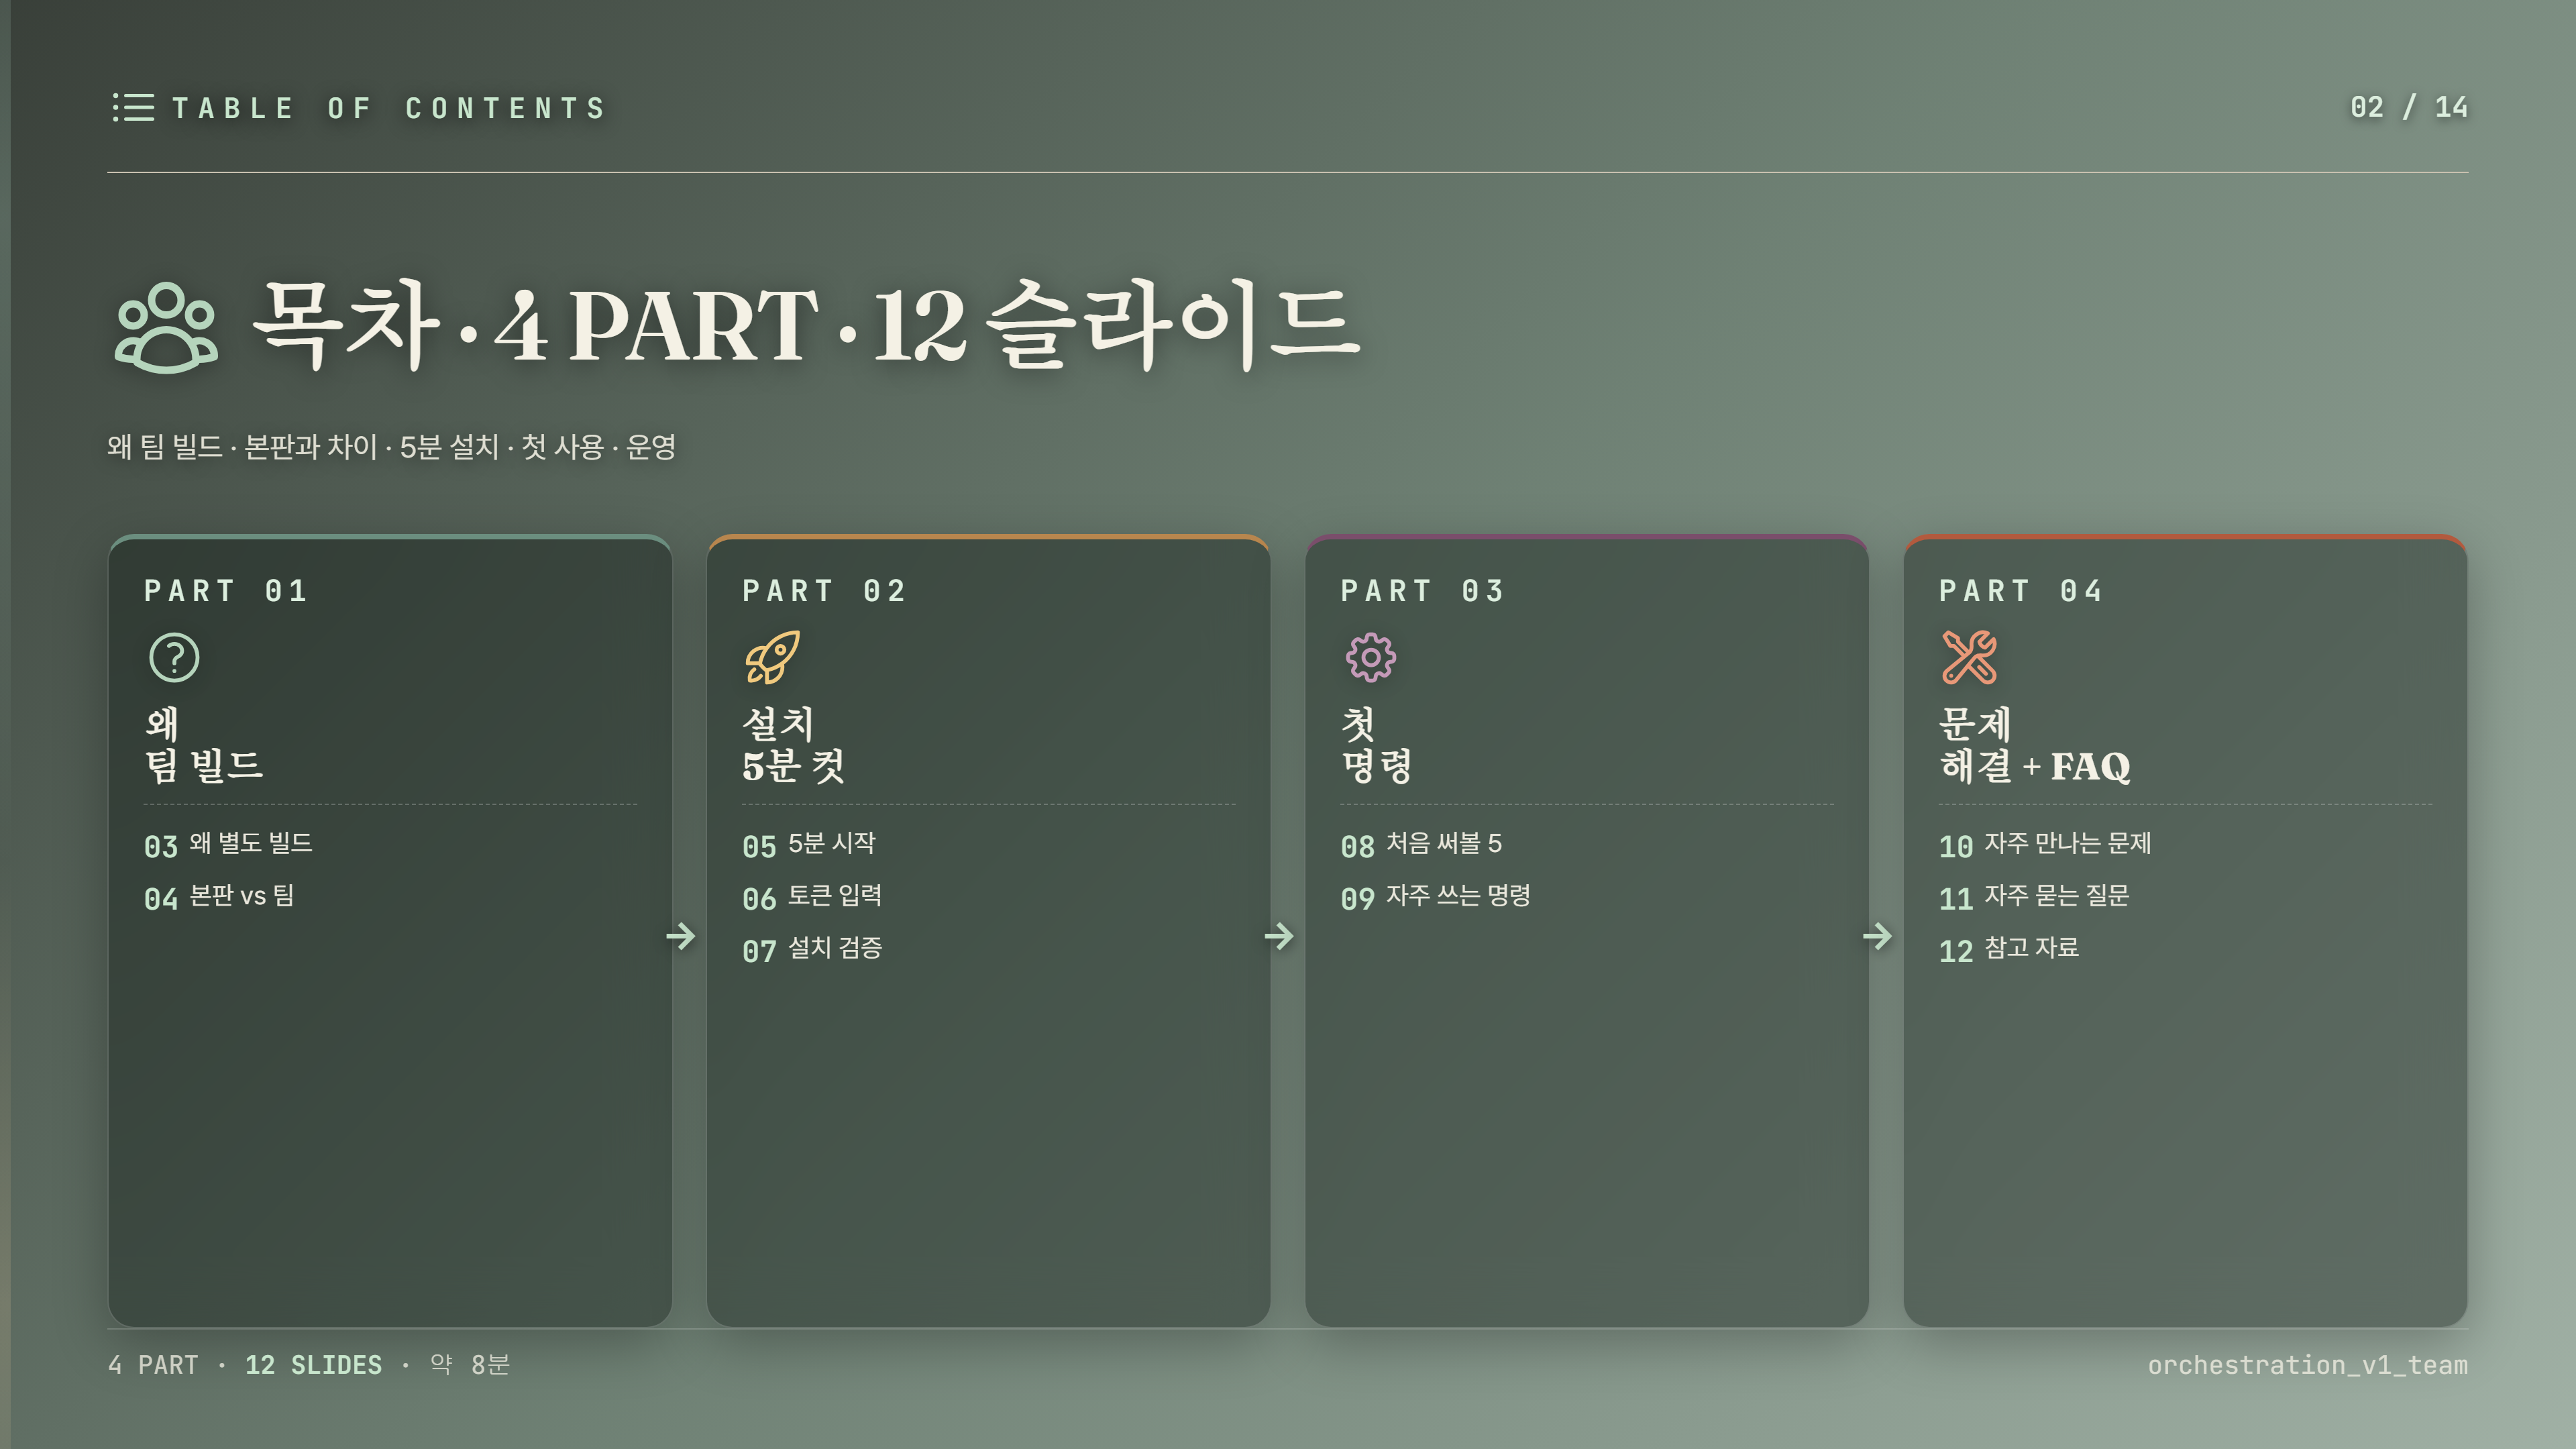 TABLE OF CONTENTS
02 / 14
목차 · 4 PART · 12 슬라이드
왜 팀 빌드 · 본판과 차이 · 5분 설치 · 첫 사용 · 운영
PART 01
왜
팀 빌드
03 왜 별도 빌드
04 본판 vs 팀
PART 02
설치
5분 컷
05 5분 시작
06 토큰 입력
07 설치 검증
PART 03
첫
명령
08 처음 써볼 5
09 자주 쓰는 명령
PART 04
문제
해결 + FAQ
10 자주 만나는 문제
11 자주 묻는 질문
12 참고 자료
4 PART · 12 SLIDES · 약 8분
orchestration_v1_team